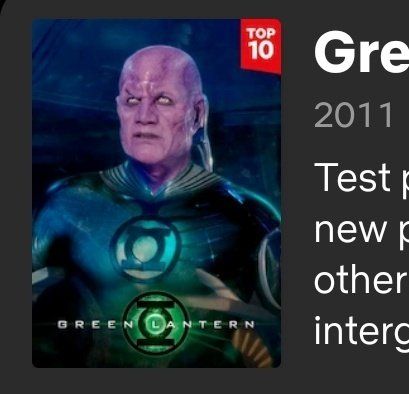 TOP
10
GREEN LANTERN
Gre
2011
Test p
new p
other
interg